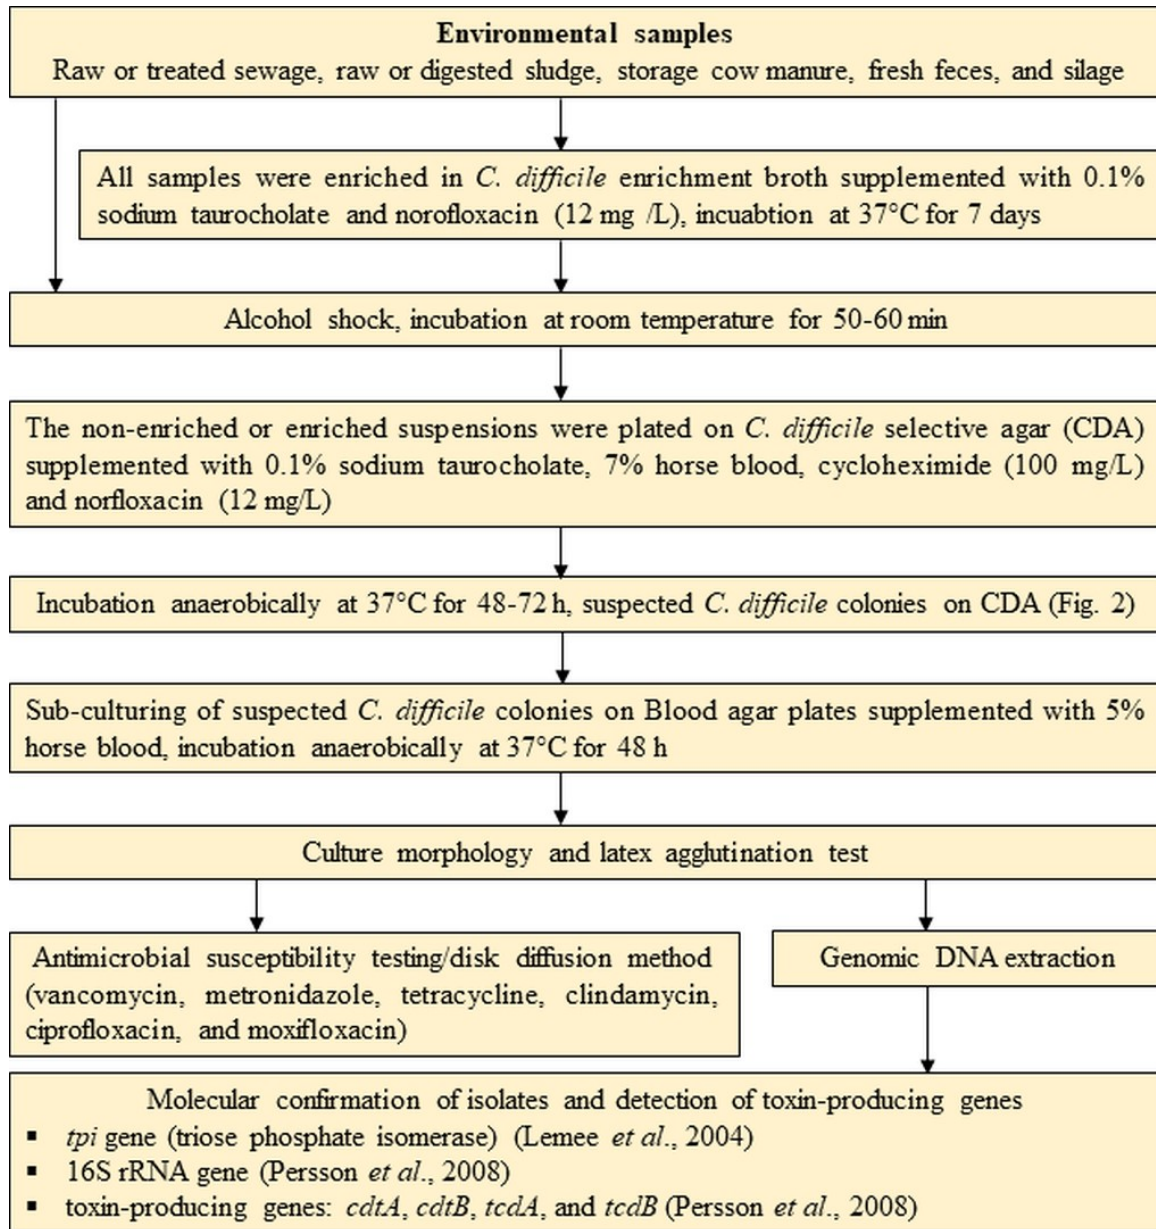 Environmental samples
Raw or treated sewage, raw or digested sludge, storage cow manure, fresh feces, and silage
All samples were enriched in C. difficile enrichment broth supplemented with 0.1%
sodium taurocholate and norofloxacin (12 mg /L), incuabtion at 37°C for 7 days
Alcohol shock, incubation at room temperature for 50-60 min
The non-enriched or enriched suspensions were plated on C. difficile selective agar (CDA)
supplemented with 0.1% sodium taurocholate, 7% horse blood, cycloheximide (100 mg/L)
and norfloxacin (12 mg/L)
Incubation anaerobically at 37°C for 48-72 h, suspected C. difficile colonies on CDA (Fig. 2)
Sub-culturing of suspected C. difficile colonies on Blood agar plates supplemented with 5%
horse blood, incubation anaerobically at 37°C for 48 h
Culture morphology and latex agglutination test
Antimicrobial susceptibility testing/disk diffusion method
(vancomycin, metronidazole, tetracycline, clindamycin,
ciprofloxacin, and moxifloxacin)
Genomic DNA extraction
Molecular confirmation of isolates and detection of toxin-producing genes
▪ tpi gene (triose phosphate isomerase) (Lemee et al., 2004)
▪ 16S rRNA gene (Persson et al., 2008)
▪ toxin-producing genes: cdtA, cdtB, tcdA, and tcdB (Persson et al., 2008)